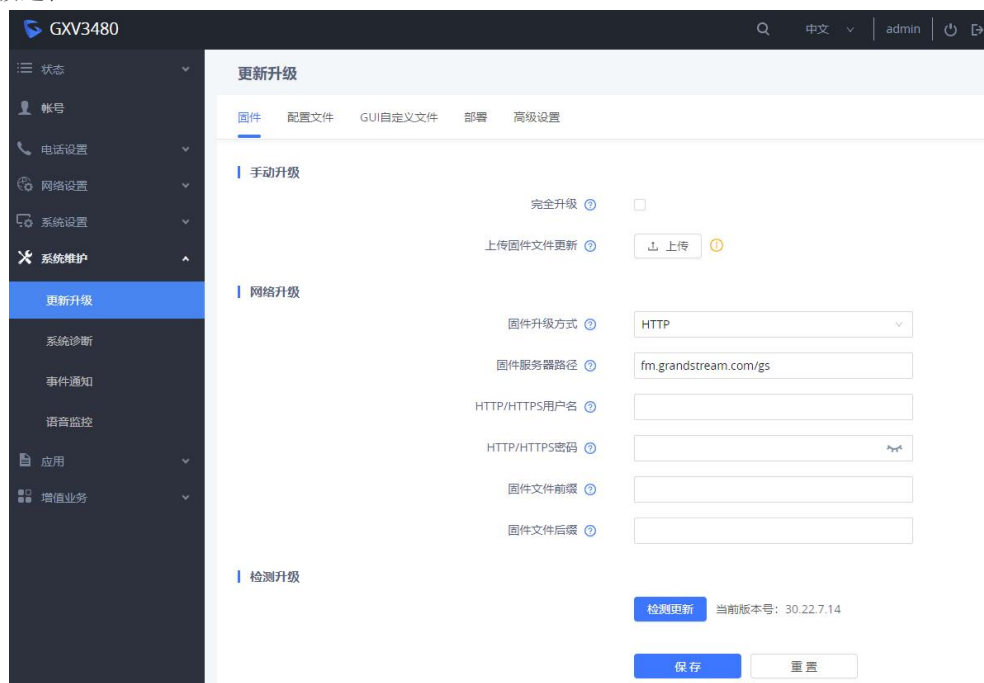 GXV3480
中文 admin
状态
帐号
电话设置
网络设置
系统设置
系统维护
更新升级
系统诊断
事件通知
语音监控
应用
增值业务
更新升级
固件 配置文件 GUI自定义文件 部署 高级设置
手动升级
完全升级
上传固件文件更新 上传
网络升级
固件升级方式 HTTP
固件服务器路径 fm.grandstream.com/gs
HTTP/HTTPS用户名
HTTP/HTTPS密码
固件文件前缀
固件文件后缀
检测升级
检测更新 当前版本号：30.22.7.14
保存 重置